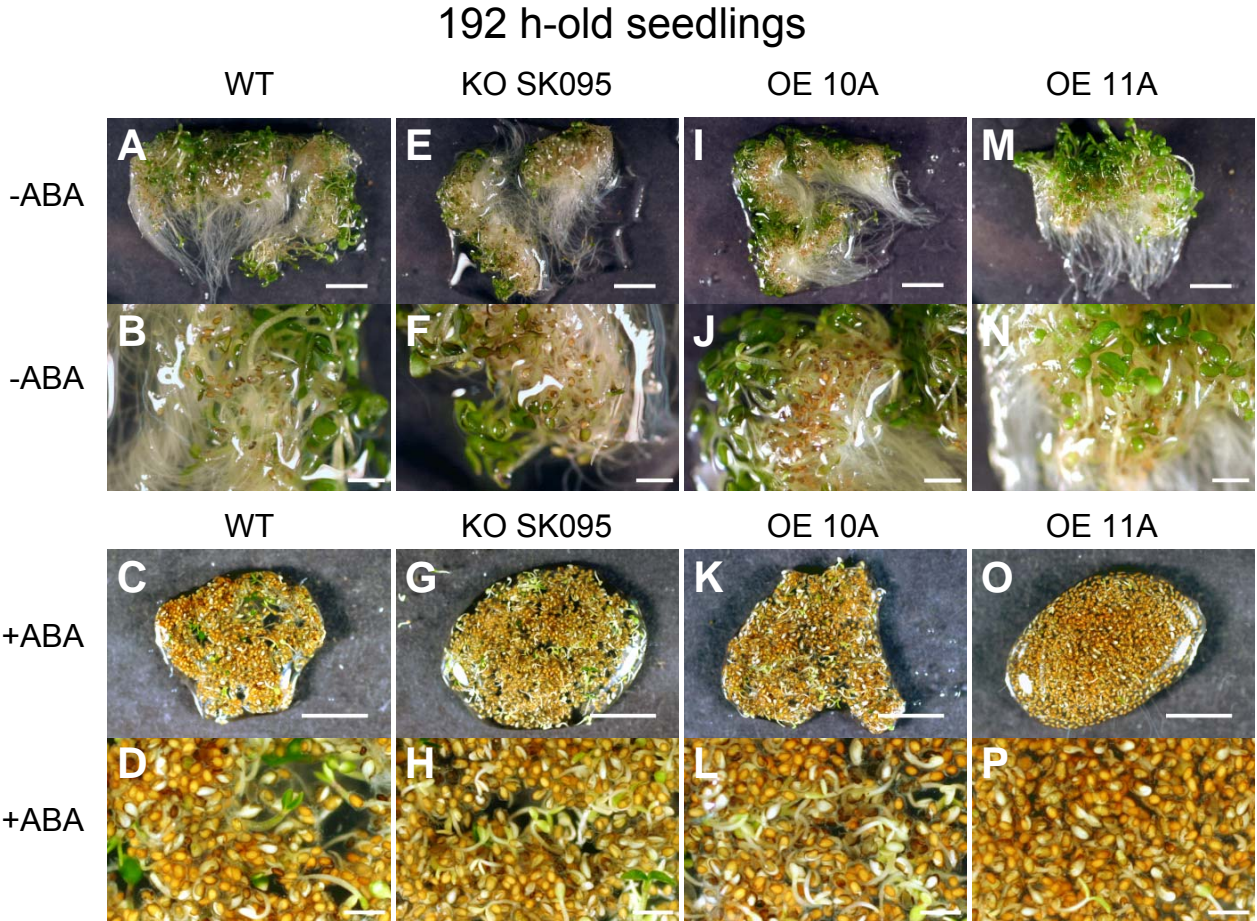 192 h-old seedlings
WT KO SK095 OE 10A OE 11A
-ABA A E I M
-ABA B F J N
WT KO SK095 OE 10A OE 11A
+ABA C G K O
+ABA D H L P